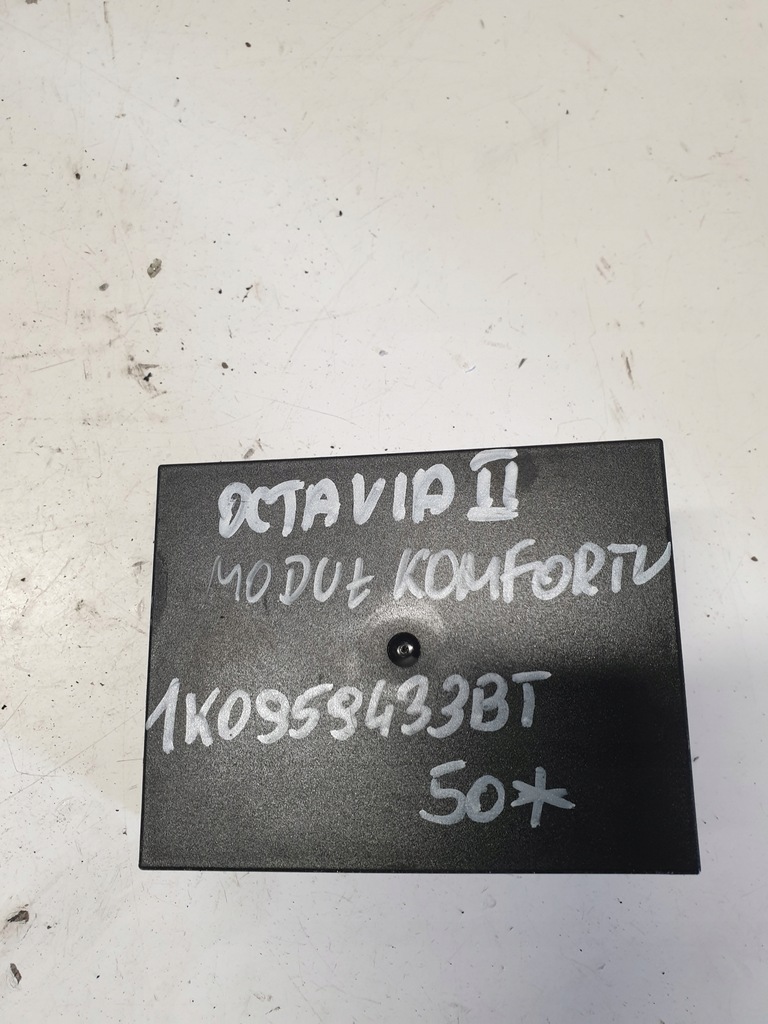 OCTAVIA II
MODUŁ KOMFORTU
1K0959433BT
50*